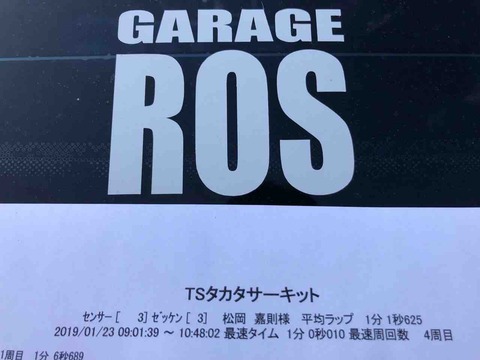 GARAGE
ROS
TSタカタサーキット
ｾﾝｻｰ [ 3] ｾﾞｯｹﾝ [ 3] 松岡 嘉則様 平均ラップ 1分 1秒625
2019/01/23 09:01:39 ～ 10:48:02 最速タイム 1分 0秒010 最速周回数 4周目
1周目 1分 6秒689